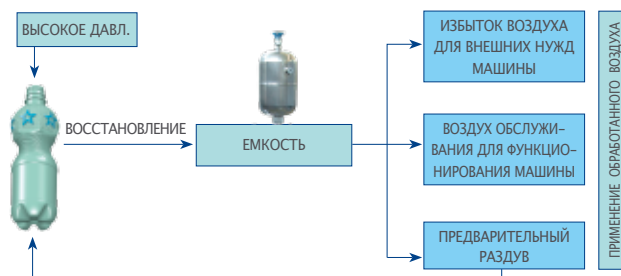 ВЫСОКОЕ ДАВЛ.
ВОССТАНОВЛЕНИЕ
ЕМКОСТЬ
ИЗБЫТОК ВОЗДУХА
ДЛЯ ВНЕШНИХ НУЖД
МАШИНЫ
ВОЗДУХ ОБСЛУЖИ-
ВАНИЯ ДЛЯ ФУНКЦИО-
НИРОВАНИЯ МАШИНЫ
ПРЕДВАРИТЕЛЬНЫЙ
РАЗДУВ
ПРИМЕНЕНИЕ ОБРАБОТАННОГО ВОЗДУХА